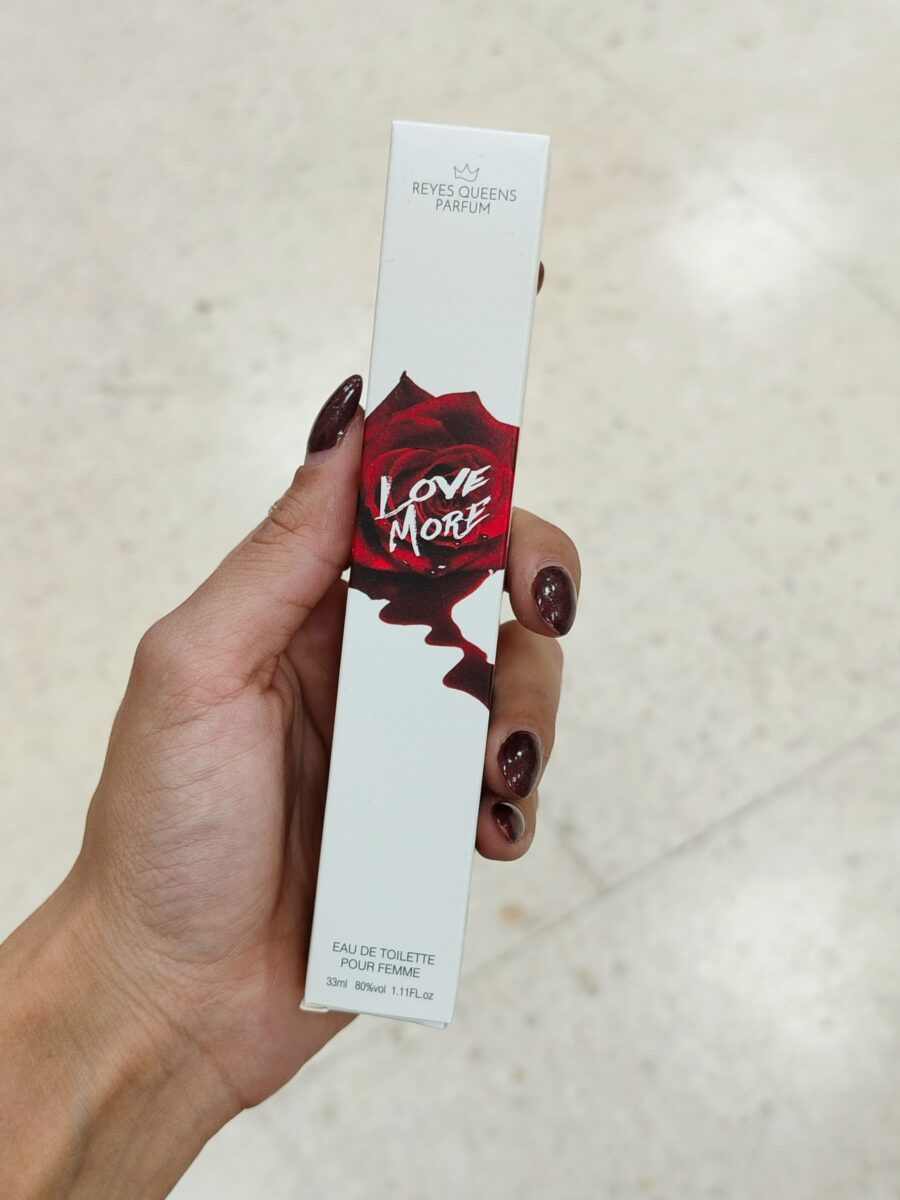 REYES QUEENS
PARFUM
LOVE
MORE
EAU DE TOILETTE
POUR FEMME
33ml 80%vol 1.11FL.oz